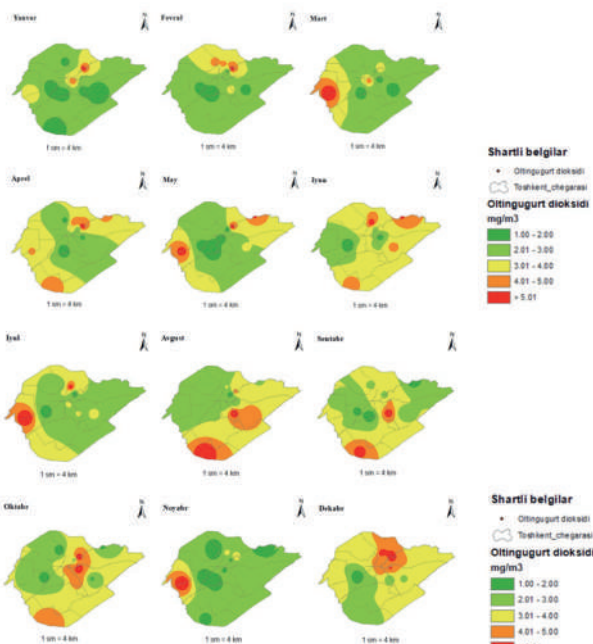 Yanvar
Fevral
Mart
N
N
N
1 sm = 4 km
1 sm = 4 km
1 sm = 4 km
Aprel
May
Iyun
N
N
N
1 sm = 4 km
1 sm = 4 km
1 sm = 4 km
Shartli belgilar
Oltingugurt dioksidi
Toshkent_chegarasi
Oltingugurt dioksidi
mg/m3
1.00 - 2.00
2.01 - 3.00
3.01 - 4.00
4.01 - 5.00
> 5.01
Iyul
Avgust
Sentabr
N
N
N
1 sm = 4 km
1 sm = 4 km
1 sm = 4 km
Oktabr
Noyabr
Dekabr
N
N
N
1 sm = 4 km
1 sm = 4 km
1 sm = 4 km
Shartli belgilar
Oltingugurt dioksidi
Toshkent_chegarasi
Oltingugurt dioksidi
mg/m3
1.00 - 2.00
2.01 - 3.00
3.01 - 4.00
4.01 - 5.00